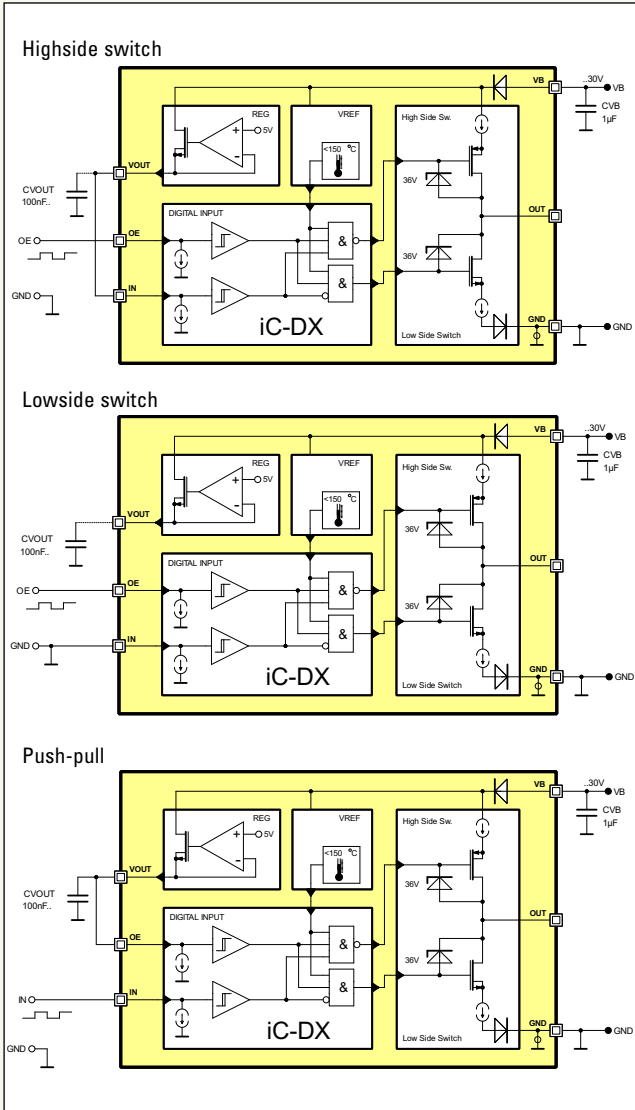 Highside switch
..30V
VB
VB
CVB
1µF
REG
5V
VREF
<150 °C
High Side Sw.
VOUT
36V
CVOUT
100nF..
DIGITAL INPUT
OE
OE
&
OUT
36V
IN
&
GND
iC-DX
GND
GND
Low Side Switch
Lowside switch
..30V
VB
VB
CVB
1µF
REG
5V
VREF
<150 °C
High Side Sw.
VOUT
36V
CVOUT
100nF..
DIGITAL INPUT
OE
OE
&
OUT
36V
GND
IN
&
iC-DX
GND
GND
Low Side Switch
Push-pull
..30V
VB
VB
CVB
1µF
REG
5V
VREF
<150 °C
High Side Sw.
VOUT
36V
CVOUT
100nF..
DIGITAL INPUT
OE
&
OUT
36V
IN
IN
&
iC-DX
GND
GND
GND
Low Side Switch